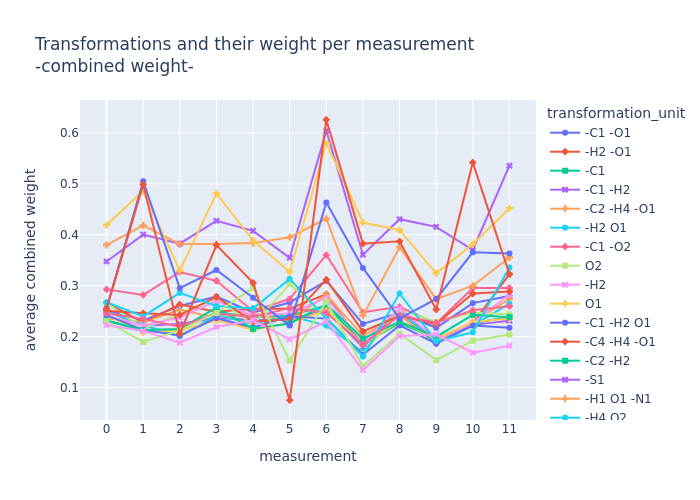 Transformations and their weight per measurement
-combined weight-
transformation_unit
-C1 -O1
-H2 -O1
-C1
-C1 -H2
-C2 -H4 -O1
-H2 O1
-C1 -O2
O2
-H2
O1
-C1 -H2 O1
-C4 -H4 -O1
-C2 -H2
-S1
-H1 O1 -N1
-H4 O2
average combined weight
0.6
0.5
0.4
0.3
0.2
0.1
0 1 2 3 4 5 6 7 8 9 10 11
measurement